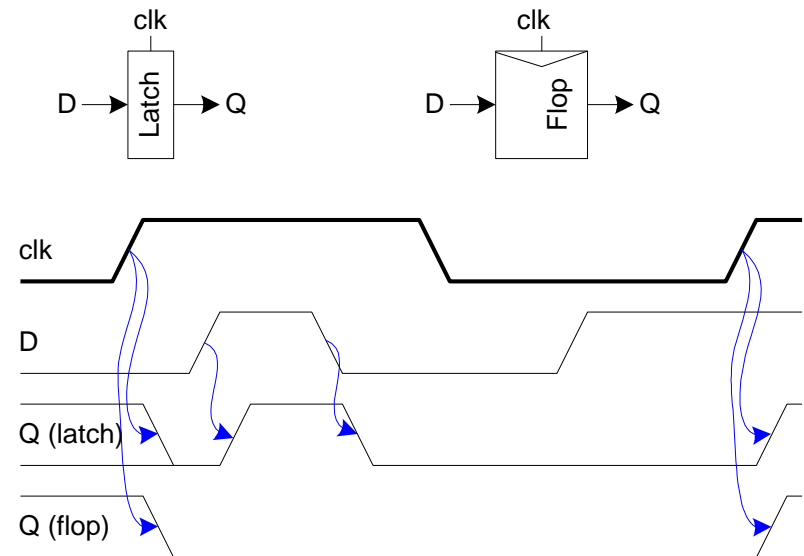 clk clk
D Latch Q D Flop Q
clk
D
Q (latch)
Q (flop)